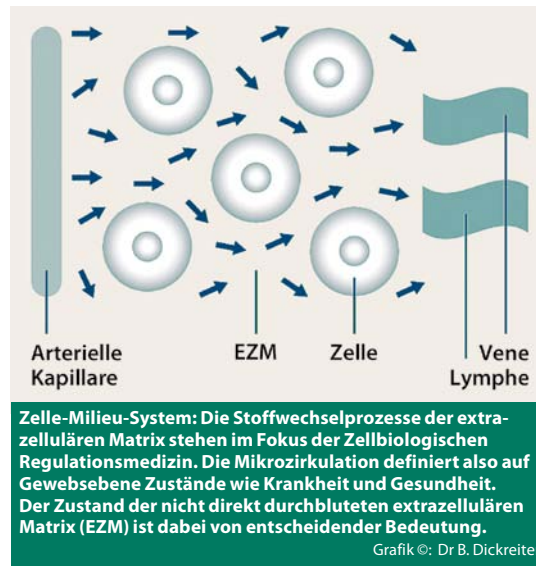 Arterielle
Kapillare
EZM
Zelle
Vene
Lymphe
Zelle-Milieu-System: Die Stoffwechselprozesse der extra-
zellulären Matrix stehen im Fokus der Zellbiologischen
Regulationsmedizin. Die Mikrozirkulation definiert also auf
Gewebsebene Zustände wie Krankheit und Gesundheit.
Der Zustand der nicht direkt durchbluteten extrazellulären
Matrix (EZM) ist dabei von entscheidender Bedeutung.
Grafik ©: Dr B. Dickreite